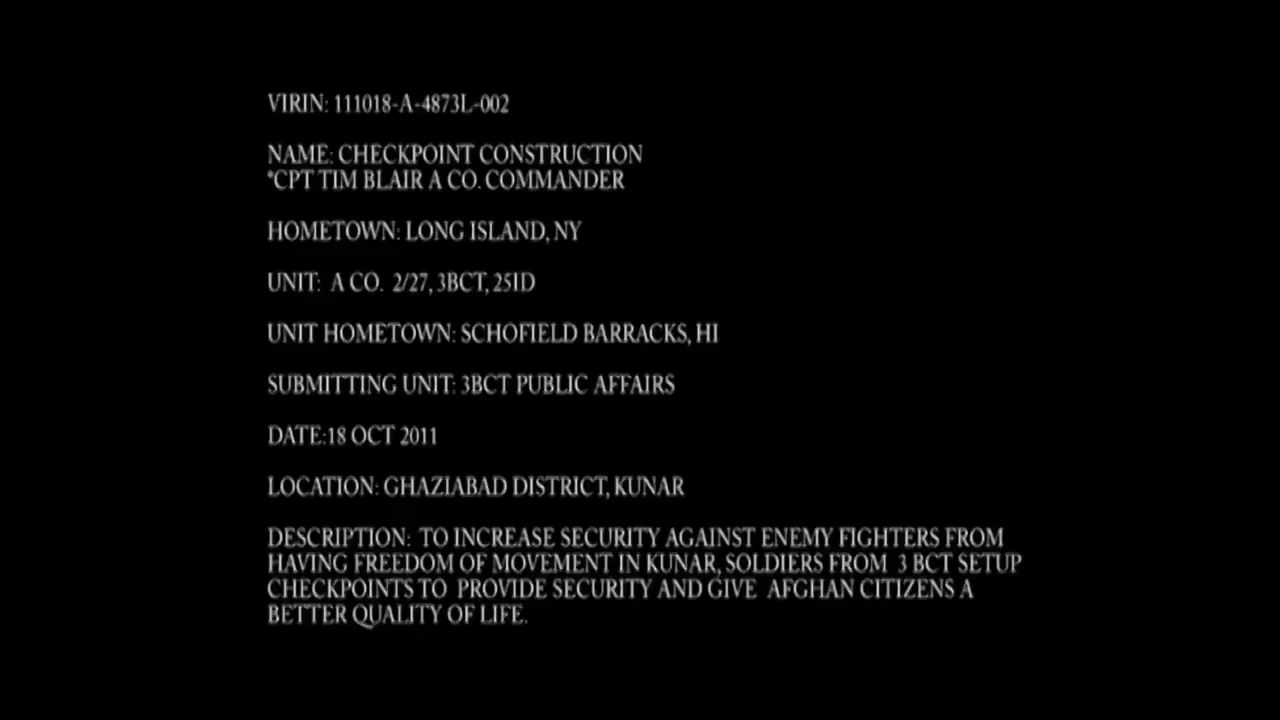 VIRIN: 111018-A-4873L-002
NAME: CHECKPOINT CONSTRUCTION
*CPT TIM BLAIR A CO. COMMANDER
HOMETOWN: LONG ISLAND, NY
UNIT:  A CO.  2/27, 3BCT, 25ID
UNIT HOMETOWN: SCHOFIELD BARRACKS, HI
SUBMITTING UNIT: 3BCT PUBLIC AFFAIRS
DATE:18 OCT 2011
LOCATION: GHAZIABAD DISTRICT, KUNAR
DESCRIPTION:  TO INCREASE SECURITY AGAINST ENEMY FIGHTERS FROM
HAVING FREEDOM OF MOVEMENT IN KUNAR, SOLDIERS FROM  3 BCT SETUP
CHECKPOINTS TO  PROVIDE SECURITY AND GIVE  AFGHAN CITIZENS A
BETTER QUALITY OF LIFE.